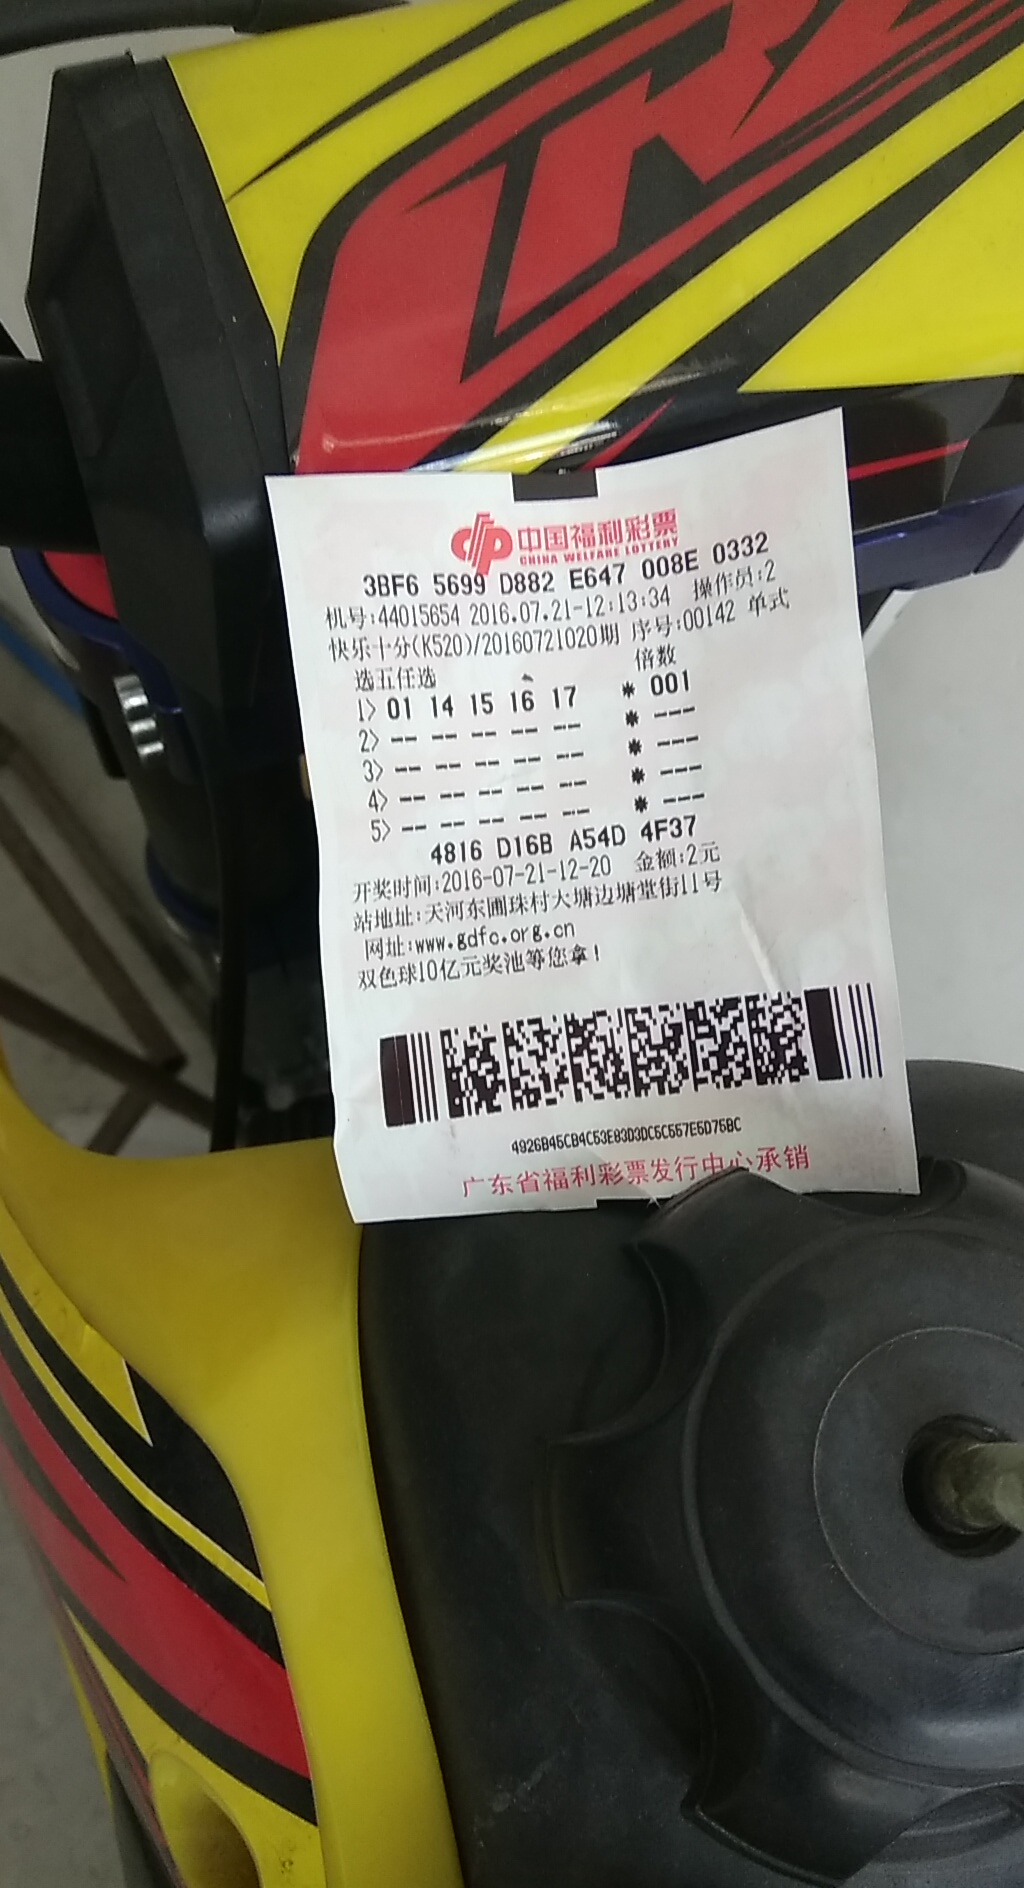 中国福利彩票
CHINA WELFARE LOTTERY
3BF6 5699 D882 E647 008E 0332
机号:44015654 2016.07.21-12:13:34 操作员:2
快乐十分(K520)/20160721020期 序号:00142 单式
选五任选 倍数
1> 01 14 15 16 17 * 001
2> -- -- -- -- -- * ---
3> -- -- -- -- -- * ---
4> -- -- -- -- -- * ---
5> -- -- -- -- -- * ---
4816 D16B A54D 4F37
开奖时间:2016-07-21-12-20 金额:2元
站地址:天河东圃珠村大塘边塘堂街11号
网址:www.gdfc.org.cn
双色球10亿元奖池等您拿!
4926B45CB4C53E83D3DC5C557E5D75BC
广东省福利彩票发行中心承销